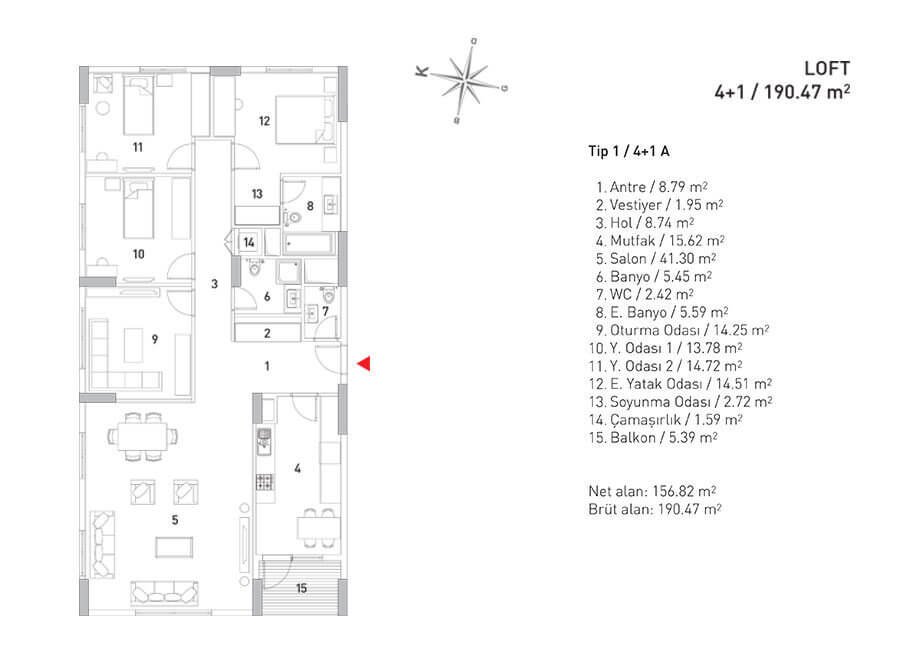 LOFT
4+1 / 190.47 m²
K
D
G
B
Tip 1 / 4+1 A
1. Antre / 8.79 m²
2. Vestiyer / 1.95 m²
3. Hol / 8.74 m²
4. Mutfak / 15.62 m²
5. Salon / 41.30 m²
6. Banyo / 5.45 m²
7. WC / 2.42 m²
8. E. Banyo / 5.59 m²
9. Oturma Odası / 14.25 m²
10. Y. Odası 1 / 13.78 m²
11. Y. Odası 2 / 14.72 m²
12. E. Yatak Odası / 14.51 m²
13. Soyunma Odası / 2.72 m²
14. Çamaşırlık / 1.59 m²
15. Balkon / 5.39 m²
Net alan: 156.82 m²
Brüt alan: 190.47 m²
12
11
13
8
14
10
3
6
7
2
9
1
4
5
15